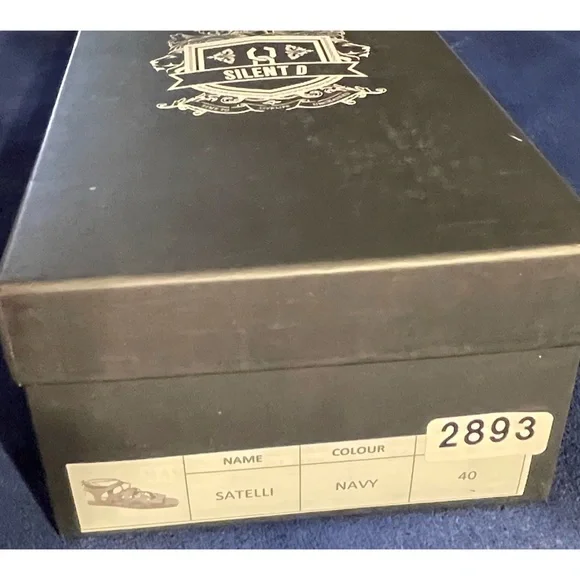 SILENT D
2893
NAME COLOUR
SATELLI NAVY 40